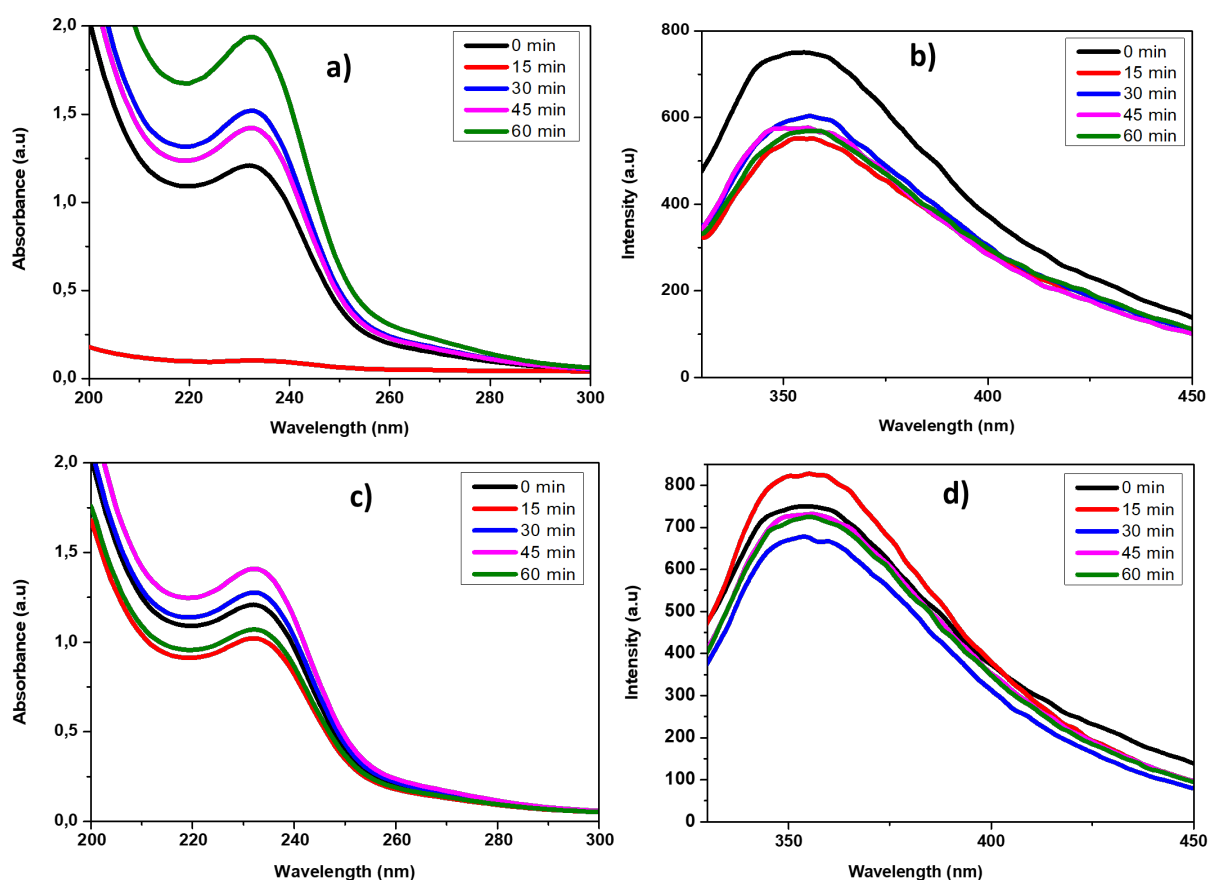 a)
2,0
1,5
1,0
0,5
0,0
Absorbance (a.u)
200 220 240 260 280 300
Wavelength (nm)
0 min
15 min
30 min
45 min
60 min
b)
800
600
400
200
0
Intensity (a.u)
350 400 450
Wavelength (nm)
0 min
15 min
30 min
45 min
60 min
c)
2,0
1,5
1,0
0,5
0,0
Absorbance (a.u)
200 220 240 260 280 300
Wavelength (nm)
0 min
15 min
30 min
45 min
60 min
d)
800
700
600
500
400
300
200
100
0
Intensity (a.u)
350 400 450
Wavelength (nm)
0 min
15 min
30 min
45 min
60 min